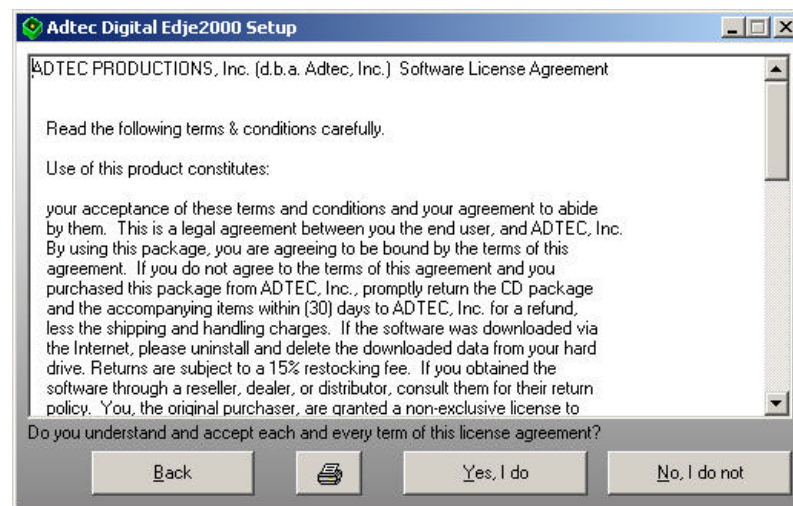 Adtec Digital Edje2000 Setup
ADTEC PRODUCTIONS, Inc. (d.b.a. Adtec, Inc.) Software License Agreement
Read the following terms & conditions carefully.
Use of this product constitutes:
your acceptance of these terms and conditions and your agreement to abide
by them. This is a legal agreement between you the end user, and ADTEC, Inc.
By using this package, you are agreeing to be bound by the terms of this
agreement. If you do not agree to the terms of this agreement and you
purchased this package from ADTEC, Inc., promptly return the CD package
and the accompanying items within (30) days to ADTEC, Inc. for a refund,
less the shipping and handling charges. If the software was downloaded via
the Internet, please uninstall and delete the downloaded data from your hard
drive. Returns are subject to a 15% restocking fee. If you obtained the
software through a reseller, dealer, or distributor, consult them for their return
policy. You, the original purchaser, are granted a non-exclusive license to
Do you understand and accept each and every term of this license agreement?
Back
Yes, I do
No, I do not